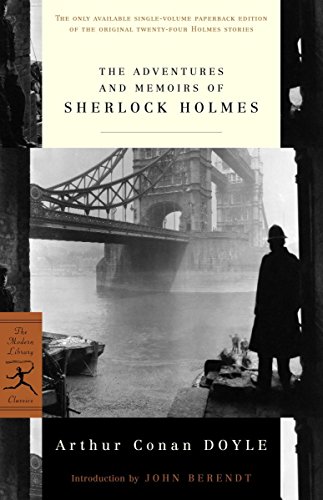 THE ONLY AVAILABLE SINGLE-VOLUME PAPERBACK EDITION
OF THE ORIGINAL TWENTY-FOUR HOLMES STORIES
THE ADVENTURES
AND MEMOIRS OF
SHERLOCK HOLMES
The Modern Library
Classics
Arthur Conan DOYLE
Introduction by JOHN BERENDT